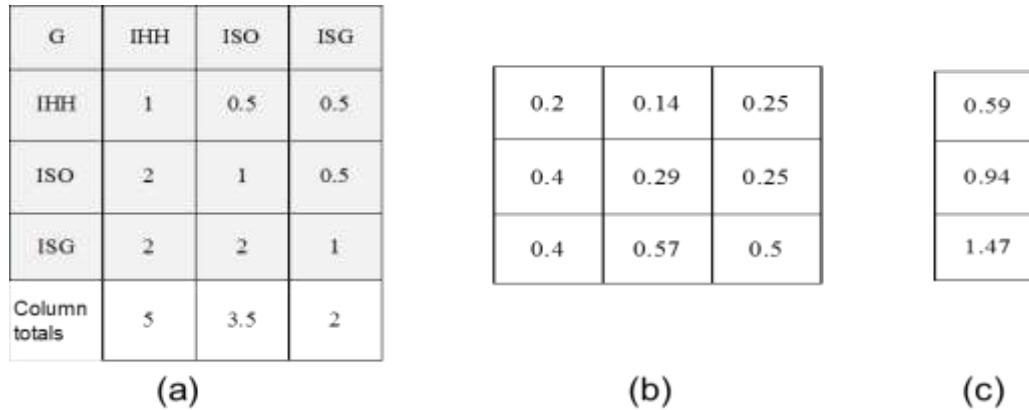 G IHH ISO ISG
IHH 1 0.5 0.5
ISO 2 1 0.5
ISG 2 2 1
Column
totals 5 3.5 2
(a)
0.2 0.14 0.25
0.4 0.29 0.25
0.4 0.57 0.5
(b)
0.59
0.94
1.47
(c)